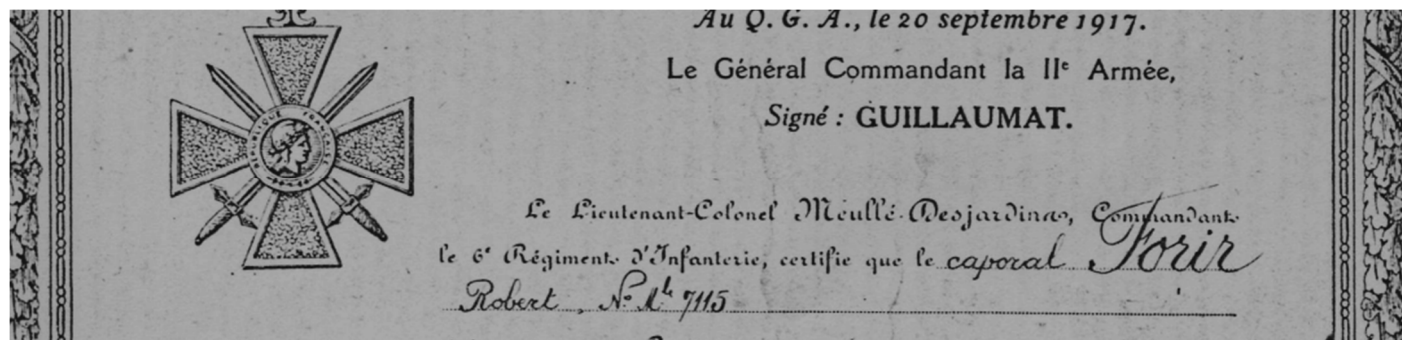 Au Q. G. A., le 20 septembre 1917.
Le Général Commandant la IIe Armée,
Signé : GUILLAUMAT.
Le Lieutenant-Colonel Meullé-Desjardins, Commandant
le 6e Régiment d'Infanterie, certifie que le caporal Forir
Robert, No Mle 7115